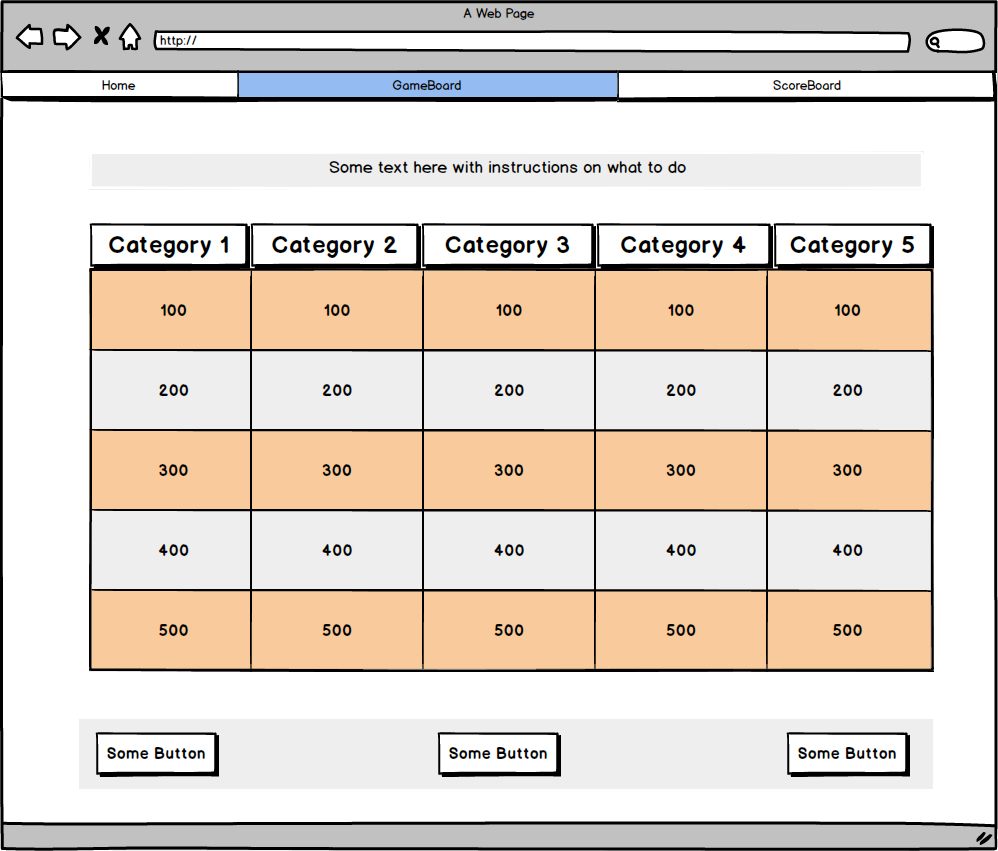 A Web Page
http://
Home GameBoard ScoreBoard
Some text here with instructions on what to do
Category 1 Category 2 Category 3 Category 4 Category 5
100 100 100 100 100
200 200 200 200 200
300 300 300 300 300
400 400 400 400 400
500 500 500 500 500
Some Button Some Button Some Button